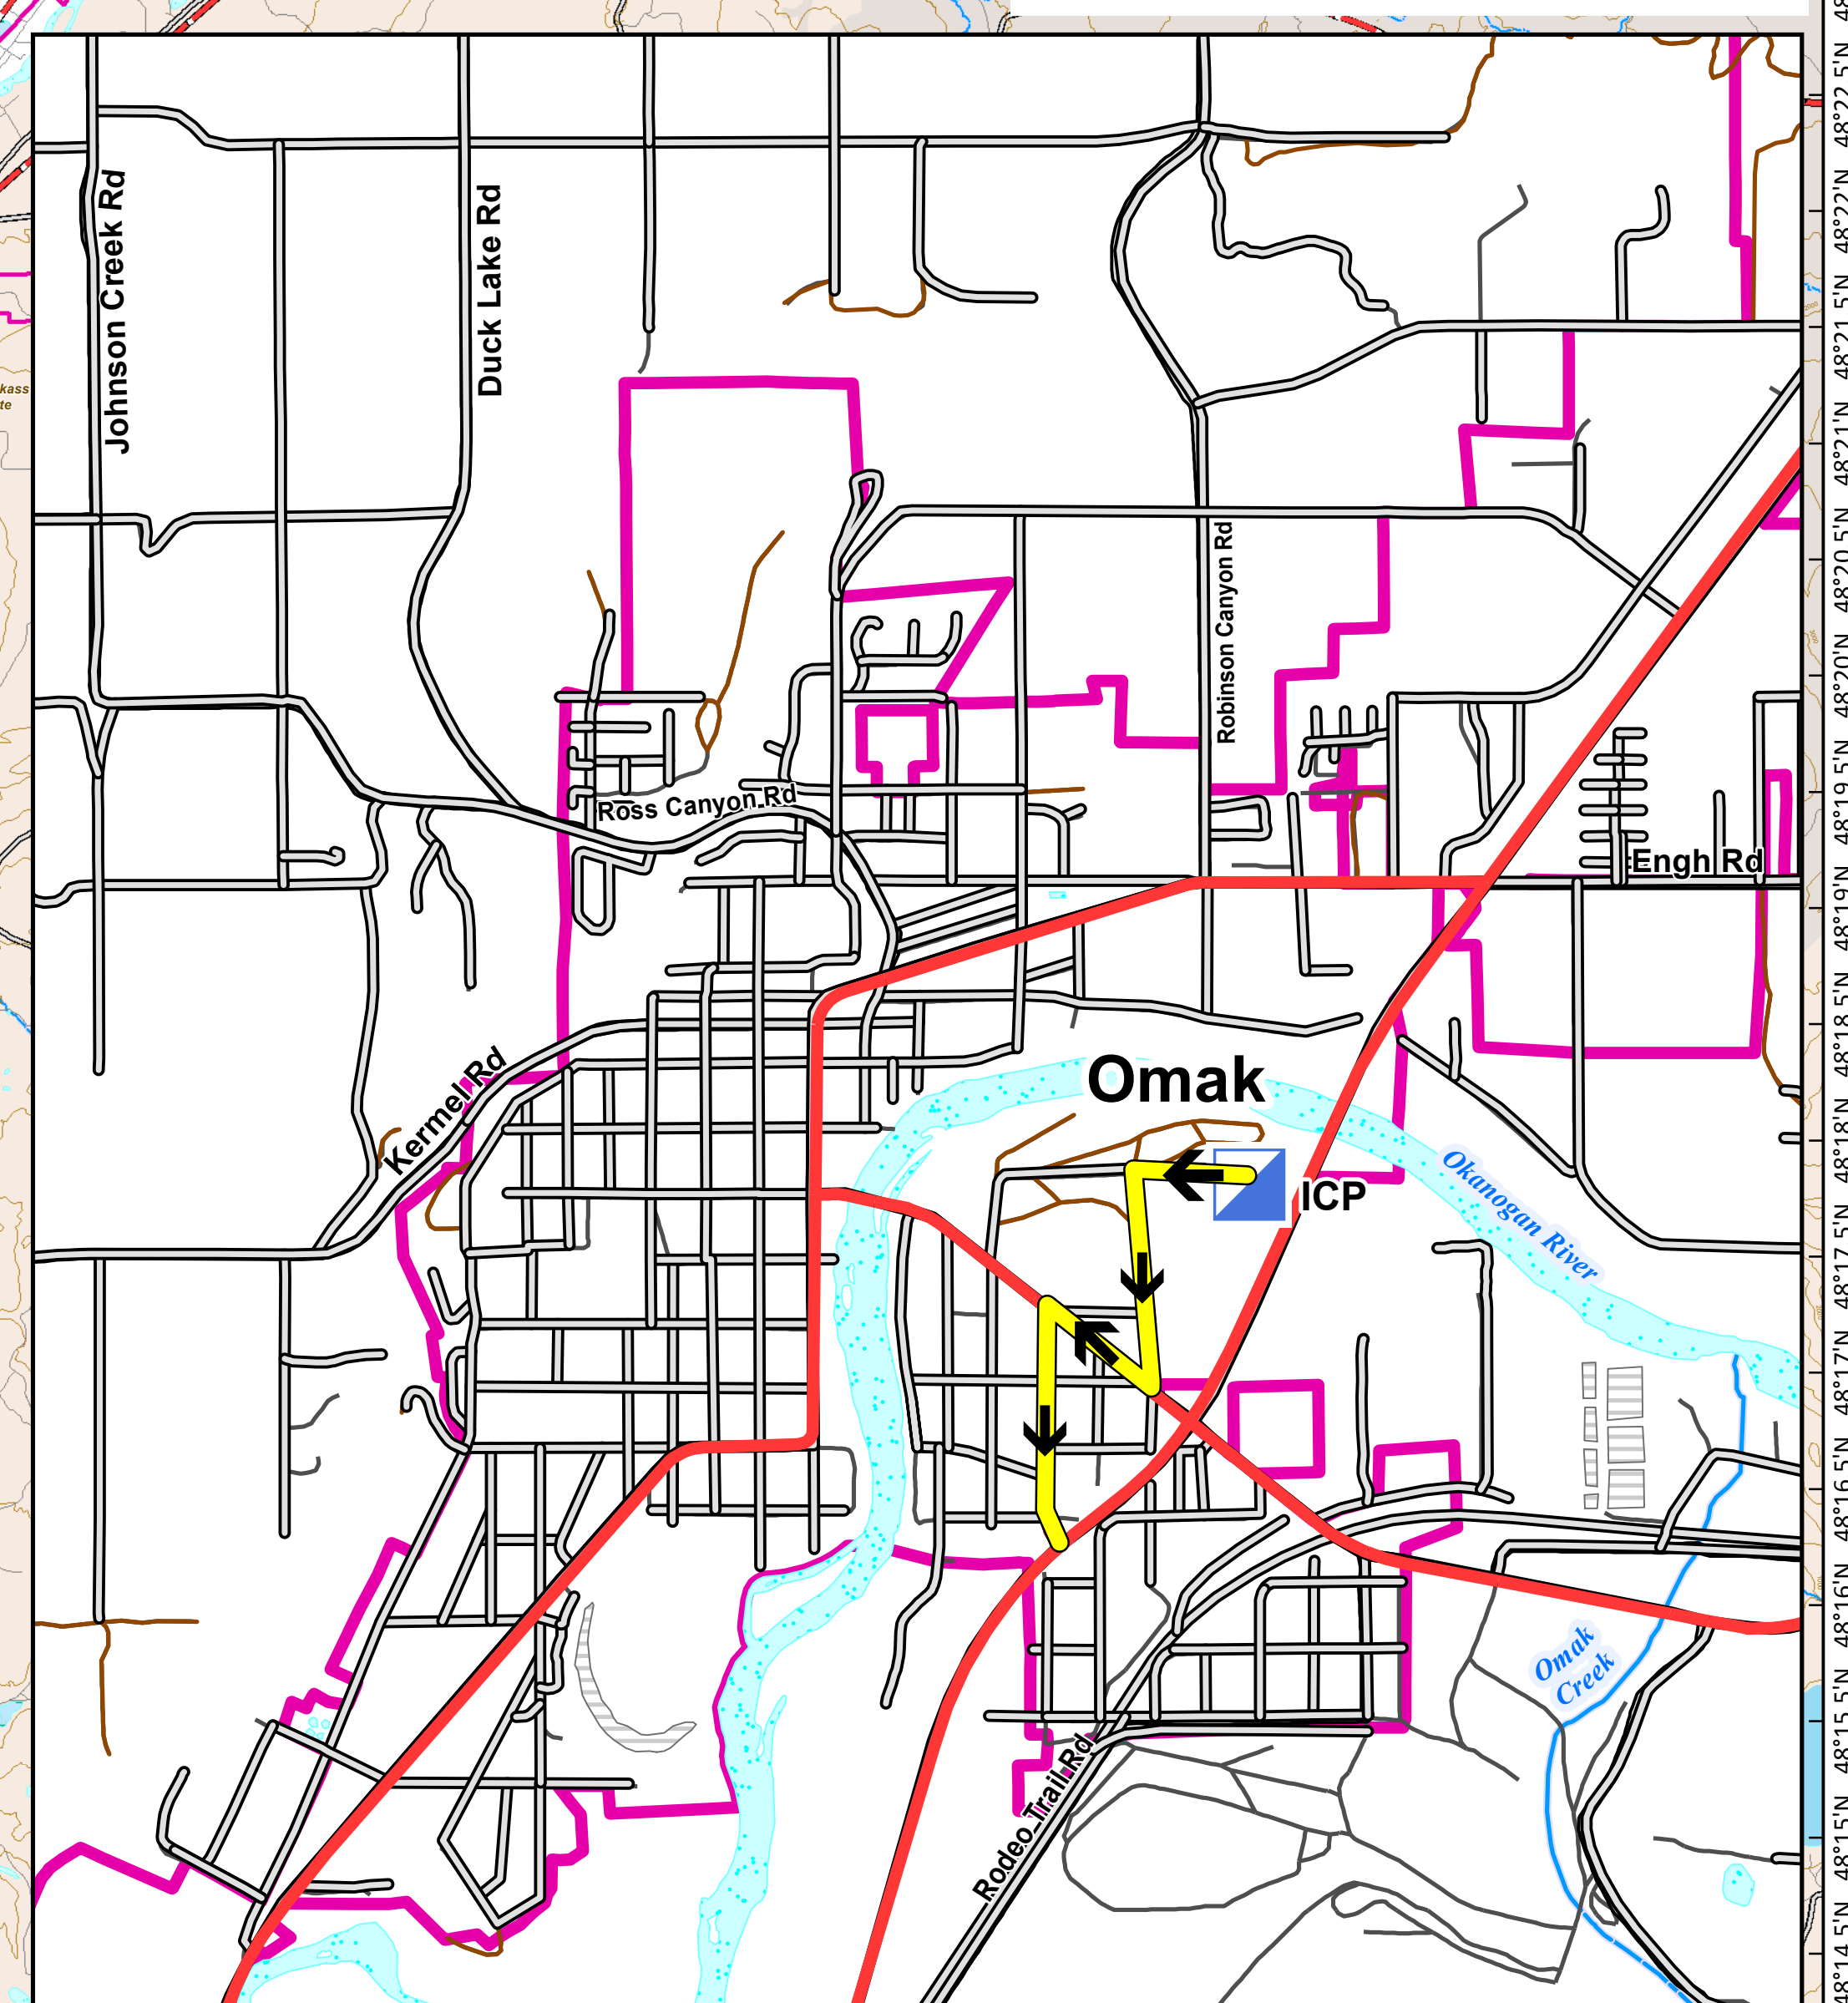 Johnson Creek Rd
Duck Lake Rd
kass
te
Robinson Canyon Rd
Ross Canyon Rd
Engh Rd
Kermel Rd
Omak
ICP
Okanogan River
Omak
Creek
Rodeo Trail Rd
48°22.5'N
48°22'N
48°21.5'N
48°21'N
48°20.5'N
48°20'N
48°19.5'N
48°19'N
48°18.5'N
48°18'N
48°17.5'N
48°17'N
48°16.5'N
48°16'N
48°15.5'N
48°15'N
48°14.5'N